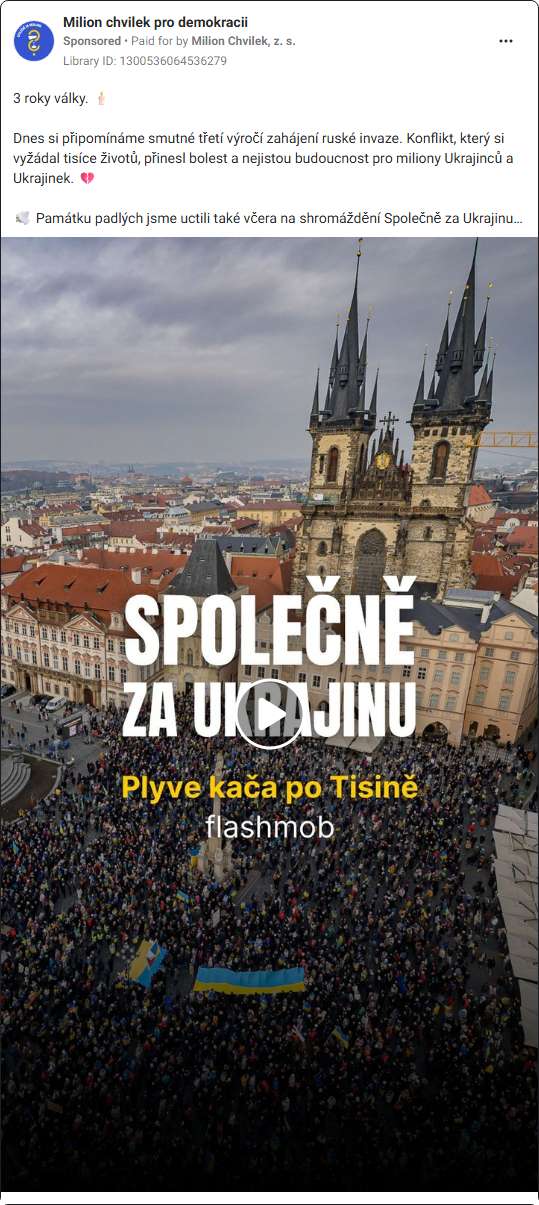 Milion chvilek pro demokracii
Sponsored • Paid for by Milion Chvilek, z. s.
Library ID: 1300536064536279
3 roky války. 🕯️
Dnes si připomínáme smutné třetí výročí zahájení ruské invaze. Konflikt, který si
vyžádal tisíce životů, přinesl bolest a nejistou budoucnost pro miliony Ukrajinců a
Ukrajinek. 💔
🕊️ Památku padlých jsme uctili také včera na shromáždění Společně za Ukrajinu...
SPOLEČNĚ
ZA UKRAJINU
Plyve kača po Tisině
flashmob